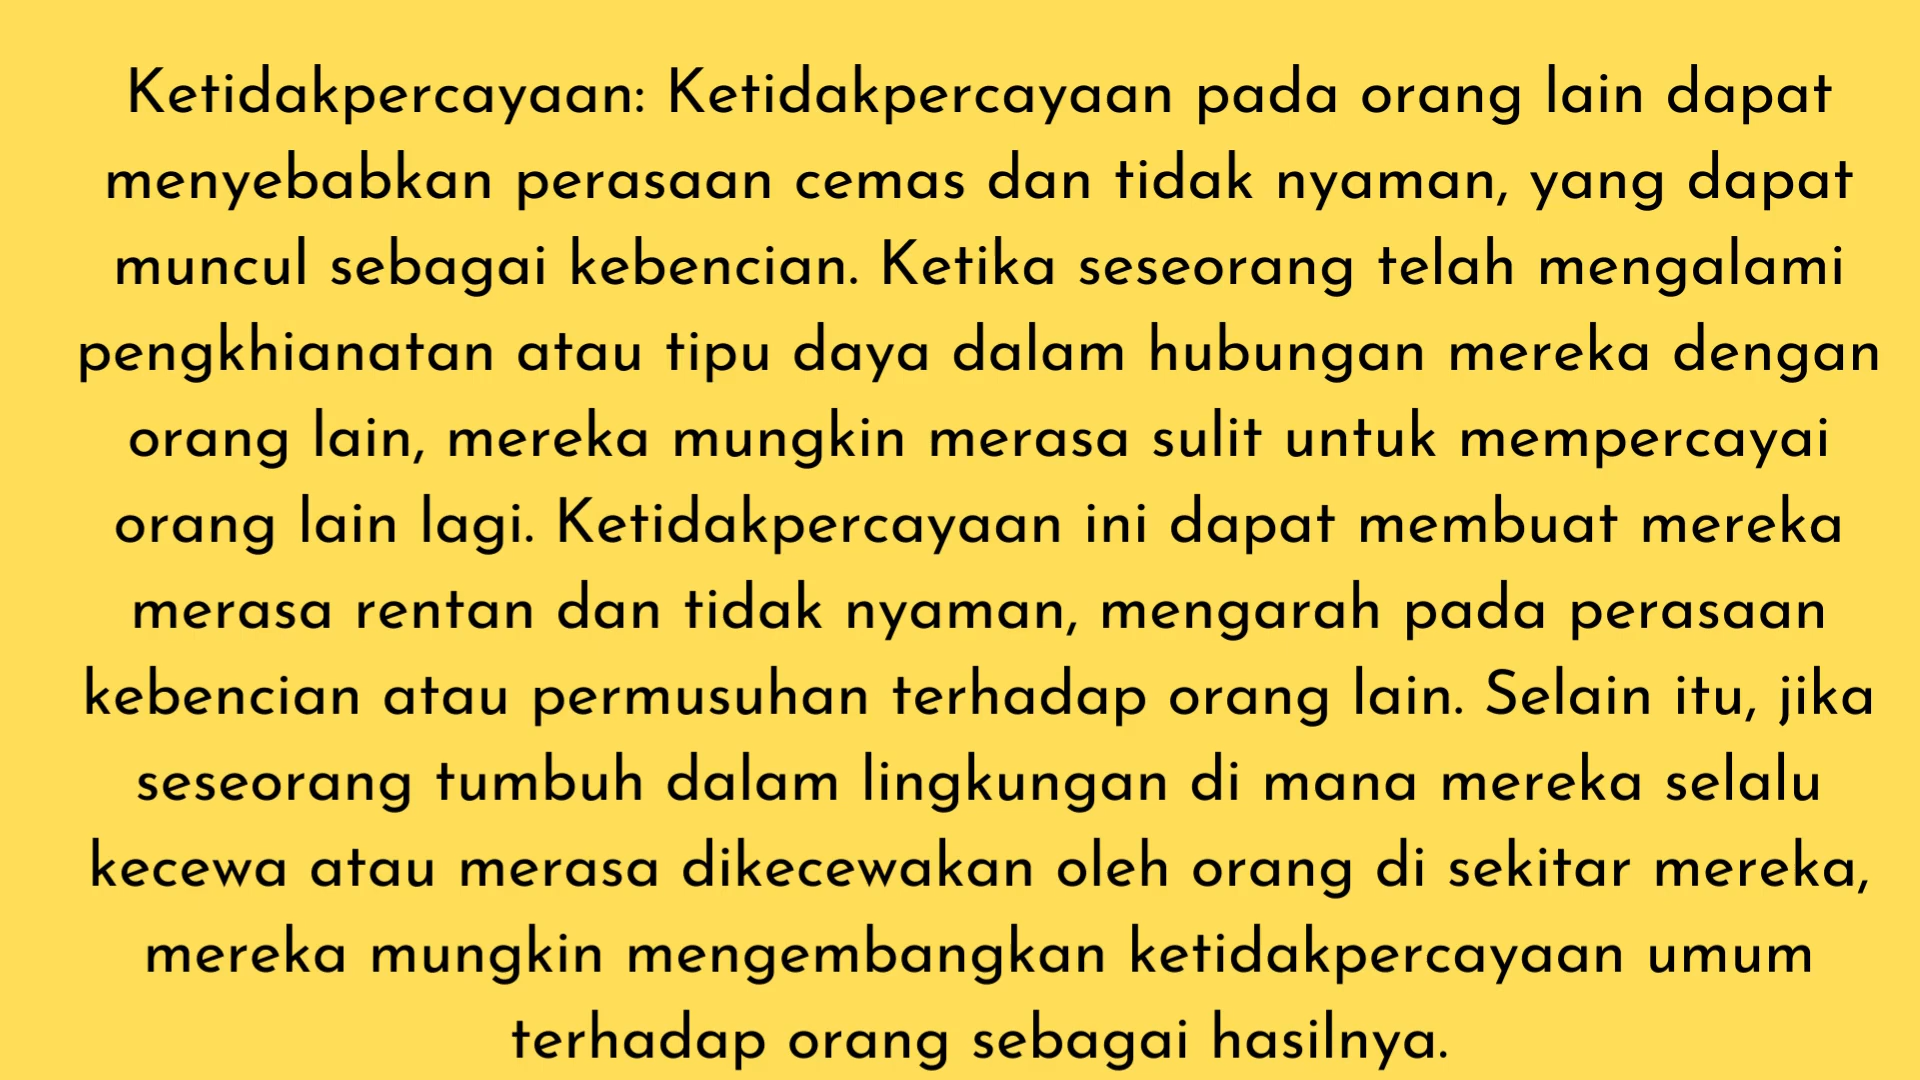 Ketidakpercayaan: Ketidakpercayaan pada orang lain dapat
menyebabkan perasaan cemas dan tidak nyaman, yang dapat
muncul sebagai kebencian. Ketika seseorang telah mengalami
pengkhianatan atau tipu daya dalam hubungan mereka dengan
orang lain, mereka mungkin merasa sulit untuk mempercayai
orang lain lagi. Ketidakpercayaan ini dapat membuat mereka
merasa rentan dan tidak nyaman, mengarah pada perasaan
kebencian atau permusuhan terhadap orang lain. Selain itu, jika
seseorang tumbuh dalam lingkungan di mana mereka selalu
kecewa atau merasa dikecewakan oleh orang di sekitar mereka,
mereka mungkin mengembangkan ketidakpercayaan umum
terhadap orang sebagai hasilnya.